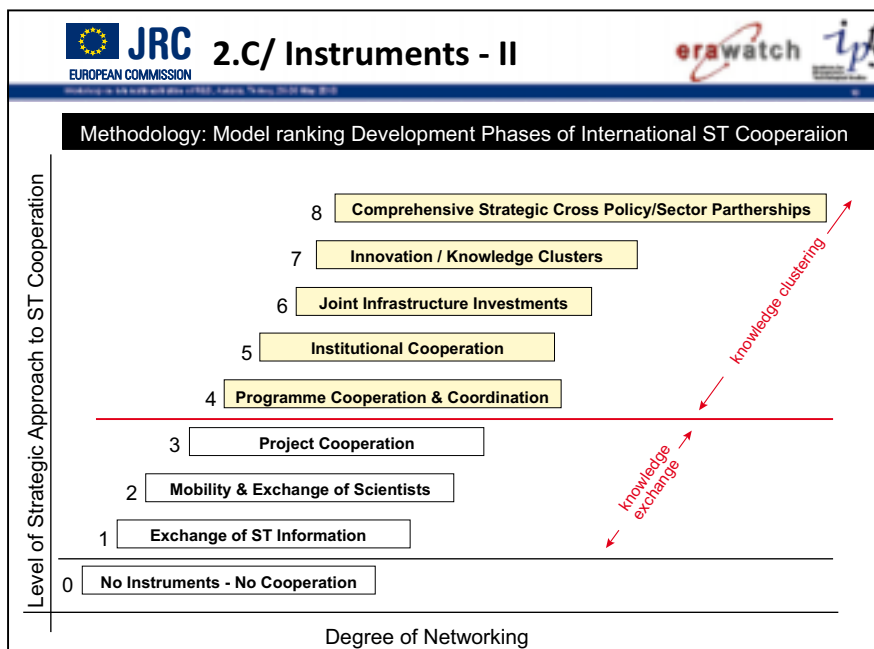 JRC
EUROPEAN COMMISSION
2.C/ Instruments - II
erawatch
Methodology: Model ranking Development Phases of International ST Cooperaiion
Level of Strategic Approach to ST Cooperation
8 Comprehensive Strategic Cross Policy/Sector Partherships
7 Innovation / Knowledge Clusters
6 Joint Infrastructure Investments
5 Institutional Cooperation
4 Programme Cooperation & Coordination
knowledge clustering
3 Project Cooperation
2 Mobility & Exchange of Scientists
1 Exchange of ST Information
knowledge
exchange
0 No Instruments - No Cooperation
Degree of Networking